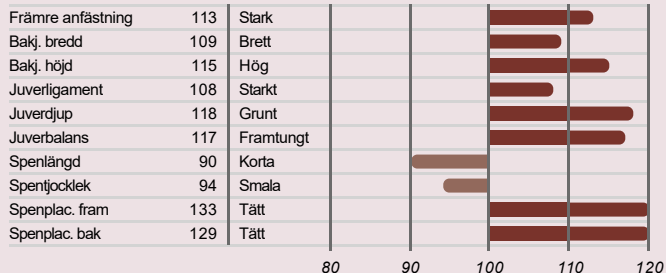 Främre anfästning 113 Stark
Bakj. bredd 109 Brett
Bakj. höjd 115 Hög
Juverligament 108 Starkt
Juverdjup 118 Grunt
Juverbalans 117 Framtungt
Spenlängd 90 Korta
Spentjocklek 94 Smala
Spenplac. fram 133 Tätt
Spenplac. bak 129 Tätt
80 90 100 110 120